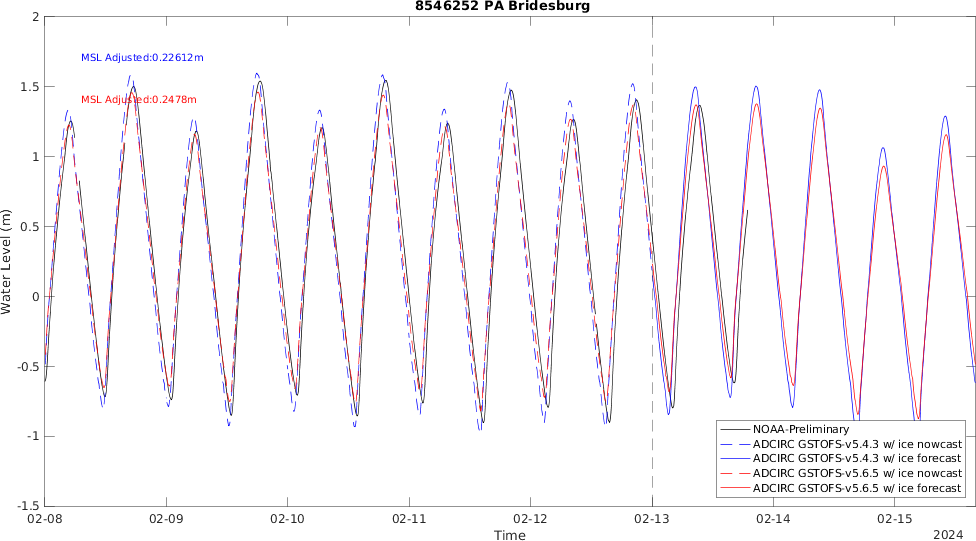 8546252 PA Bridesburg
MSL Adjusted:0.22612m
MSL Adjusted:0.2478m
Water Level (m)
2
1.5
1
0.5
0
-0.5
-1
-1.5
NOAA-Preliminary
ADCIRC GSTOFS-v5.4.3 w/ ice nowcast
ADCIRC GSTOFS-v5.4.3 w/ ice forecast
ADCIRC GSTOFS-v5.6.5 w/ ice nowcast
ADCIRC GSTOFS-v5.6.5 w/ ice forecast
02-08 02-09 02-10 02-11 02-12 02-13 02-14 02-15
Time
2024